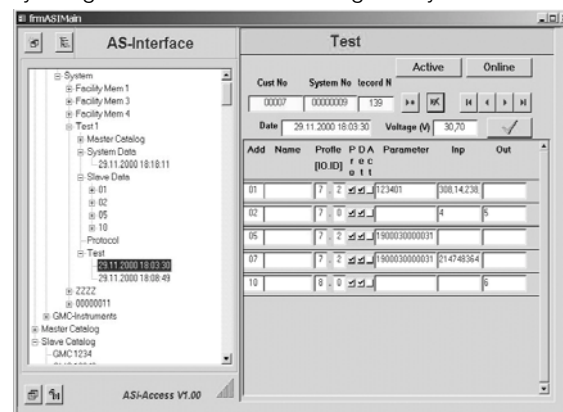 frmASIMain
AS-Interface
System
Facility Mem 1
Facility Mem 3
Facility Mem 4
Test 1
Master Catalog
System Data
29.11.2000 18:18:11
Slave Data
01
02
05
10
Protocol
Test
29.11.2000 18:03:30
29.11.2000 18:08:49
ZZZZ
00000011
GMC-Instruments
Master Catalog
Slave Catalog
GMC 1234
ASi-Access V1.00
Test
Active Online
Cust No System No lecord N
00007 00000009 139
Date 29.11.2000 18:03:30 Voltage (V) 30,70
Add Name Profile P D A Parameter Inp Out
[IO.ID] r e c
o t t
01 7 . 2 123401 308,14,238,
02 7 . 0 4 5
05 7 . 2 1900030000031
07 7 . 2 1900030000031 214748364
10 8 . 0 6